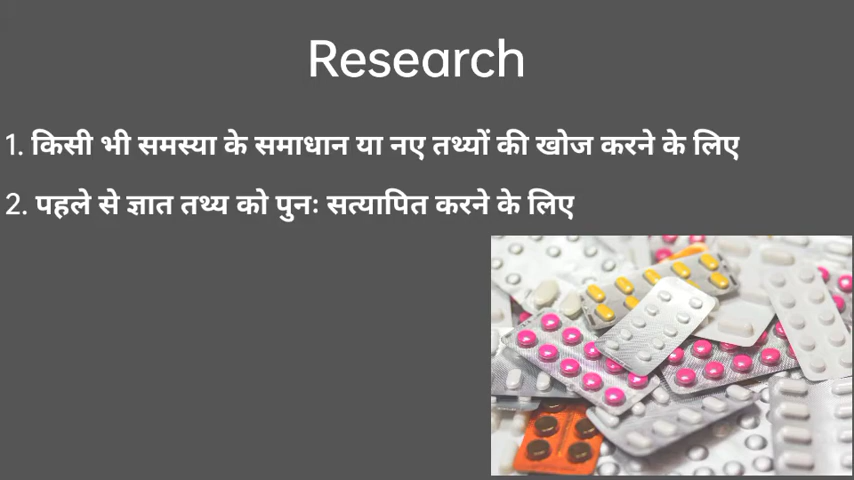 Research
1. किसी भी समस्या के समाधान या नए तथ्यों की खोज करने के लिए
2. पहले से ज्ञात तथ्य को पुनः सत्यापित करने के लिए